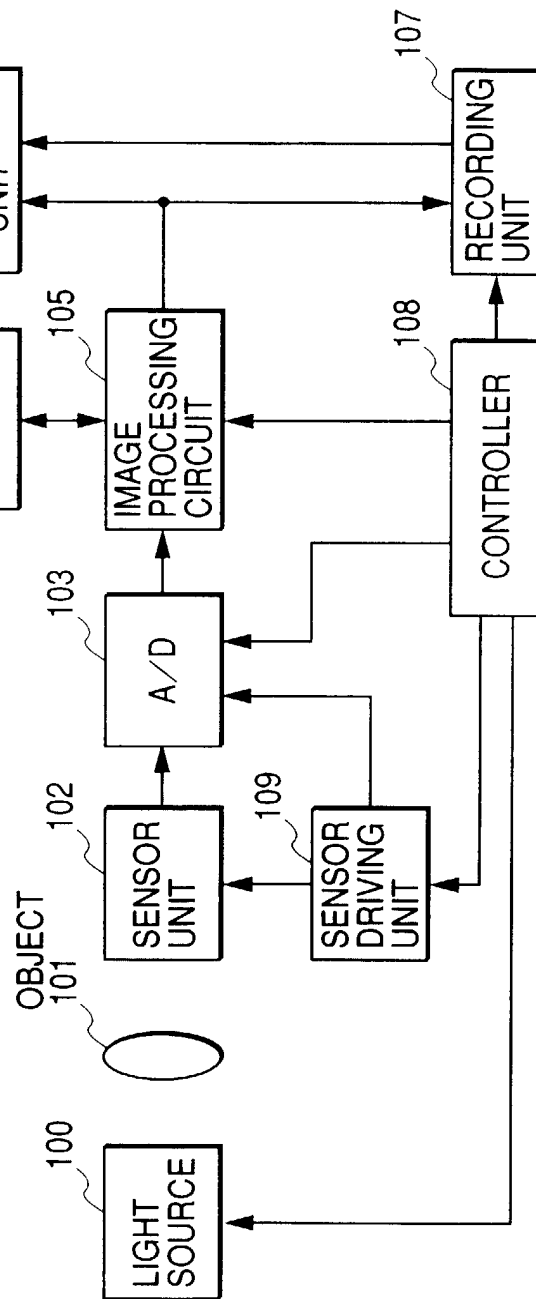 OBJECT
101
100
LIGHT
SOURCE
102
SENSOR
UNIT
103
A/D
105
IMAGE
PROCESSING
CIRCUIT
UNIT
109
SENSOR
DRIVING
UNIT
108
CONTROLLER
107
RECORDING
UNIT